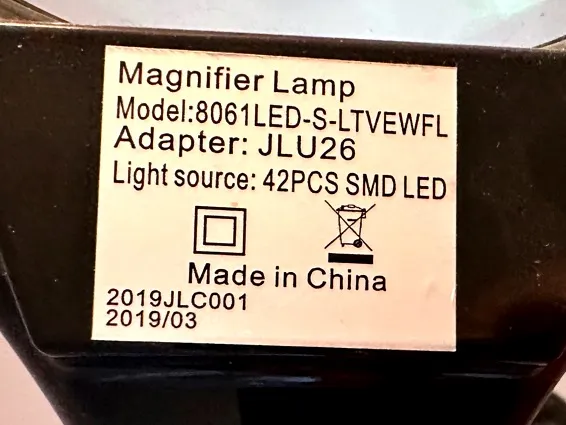 Magnifier Lamp
Model:8061LED-S-LTVEWFL
Adapter: JLU26
Light source: 42PCS SMD LED
Made in China
2019JLC001
2019/03